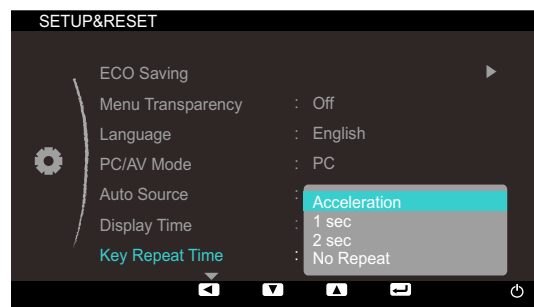 SETUP&RESET
ECO Saving
Menu Transparency : Off
Language : English
PC/AV Mode : PC
Auto Source :
Display Time :
Key Repeat Time :
Acceleration
1 sec
2 sec
No Repeat